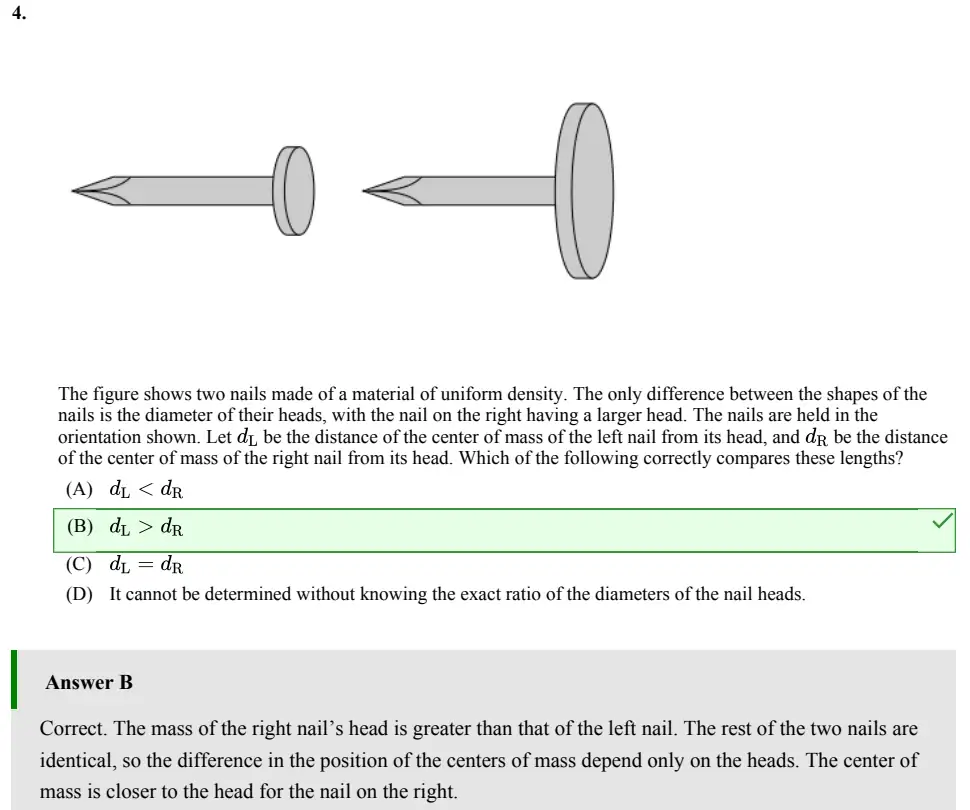 4.
The figure shows two nails made of a material of uniform density. The only difference between the shapes of the
nails is the diameter of their heads, with the nail on the right having a larger head. The nails are held in the
orientation shown. Let d_L be the distance of the center of mass of the left nail from its head, and d_R be the distance
of the center of mass of the right nail from its head. Which of the following correctly compares these lengths?
(A) d_L < d_R
(B) d_L > d_R
(C) d_L = d_R
(D) It cannot be determined without knowing the exact ratio of the diameters of the nail heads.
Answer B
Correct. The mass of the right nail’s head is greater than that of the left nail. The rest of the two nails are
identical, so the difference in the position of the centers of mass depend only on the heads. The center of
mass is closer to the head for the nail on the right.